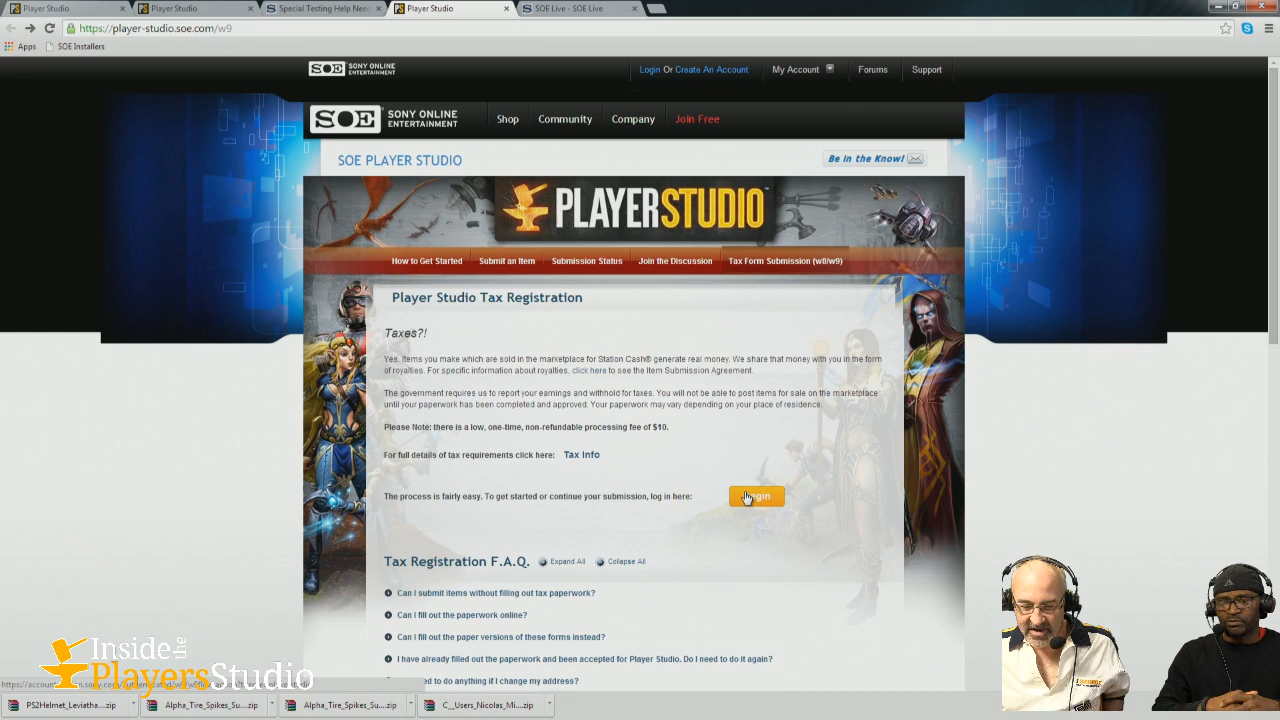 Player Studio
Player Studio
Special Testing Help Nee
Player Studio
SOE Live - SOE Live
https://player-studio.soe.com/w9
Apps
SOE Installers
SOE SONY ONLINE ENTERTAINMENT
Login Or Create An Account
My Account
Forums
Support
SOE SONY ONLINE ENTERTAINMENT
Shop
Community
Company
Join Free
SOE PLAYER STUDIO
Be in the Know!
PLAYERSTUDIO™
How to Get Started
Submit an Item
Submission Status
Join the Discussion
Tax Form Submission (w8/w9)
Player Studio Tax Registration
Taxes?!
Yes. Items you make which are sold in the marketplace for Station Cash® generate real money. We share that money with you in the form
of royalties. For specific information about royalties, click here to see the Item Submission Agreement.
The government requires us to report your earnings and withhold for taxes. You will not be able to post items for sale on the marketplace
until your paperwork has been completed and approved. Your paperwork may vary depending on your place of residence.
Please Note: there is a low, one-time, non-refundable processing fee of $10.
For full details of tax requirements click here: Tax Info
The process is fairly easy. To get started or continue your submission, log in here:
Tax Registration F.A.Q.
Expand All
Collapse All
Can I submit items without filling out tax paperwork?
Can I fill out the paperwork online?
Can I fill out the paper versions of these forms instead?
I have already filled out the paperwork and been accepted for Player Studio. Do I need to do it again?
to do anything if I change my address?
Inside the
PlayersStudio
PS2Helmet_Leviatha....zip
Alpha_Tire_Spikes_Su....zip
Alpha_Tire_Spikes_Su....zip
C__Users_Nicolas_Mi....zip